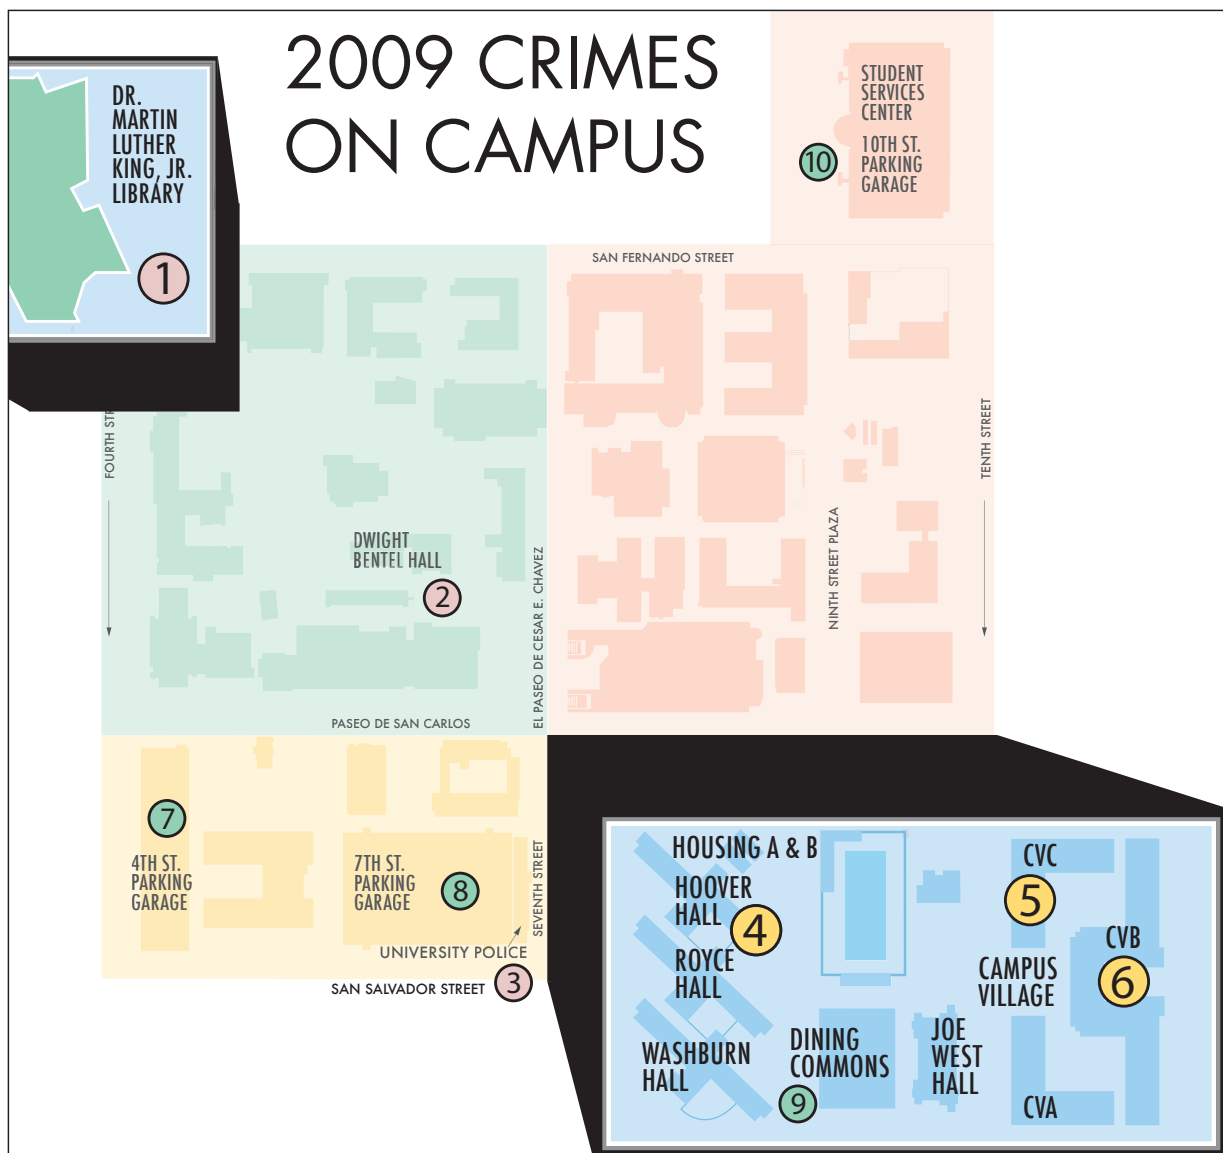 2009 CRIMES
ON CAMPUS
DR.
MARTIN
LUTHER
KING, JR.
LIBRARY
1
STUDENT
SERVICES
CENTER
10TH ST.
PARKING
GARAGE
10
SAN FERNANDO STREET
FOURTH STR
DWIGHT
BENTEL HALL
2
EL PASEO DE CESAR E. CHAVEZ
NINTH STREET PLAZA
TENTH STREET
PASEO DE SAN CARLOS
7
4TH ST.
PARKING
GARAGE
7TH ST.
PARKING
GARAGE
8
SEVENTH STREET
UNIVERSITY POLICE
SAN SALVADOR STREET
3
HOUSING A & B
HOOVER
HALL
4
ROYCE
HALL
WASHBURN
HALL
DINING
COMMONS
9
JOE
WEST
HALL
CVC
5
CVB
6
CAMPUS
VILLAGE
CVA